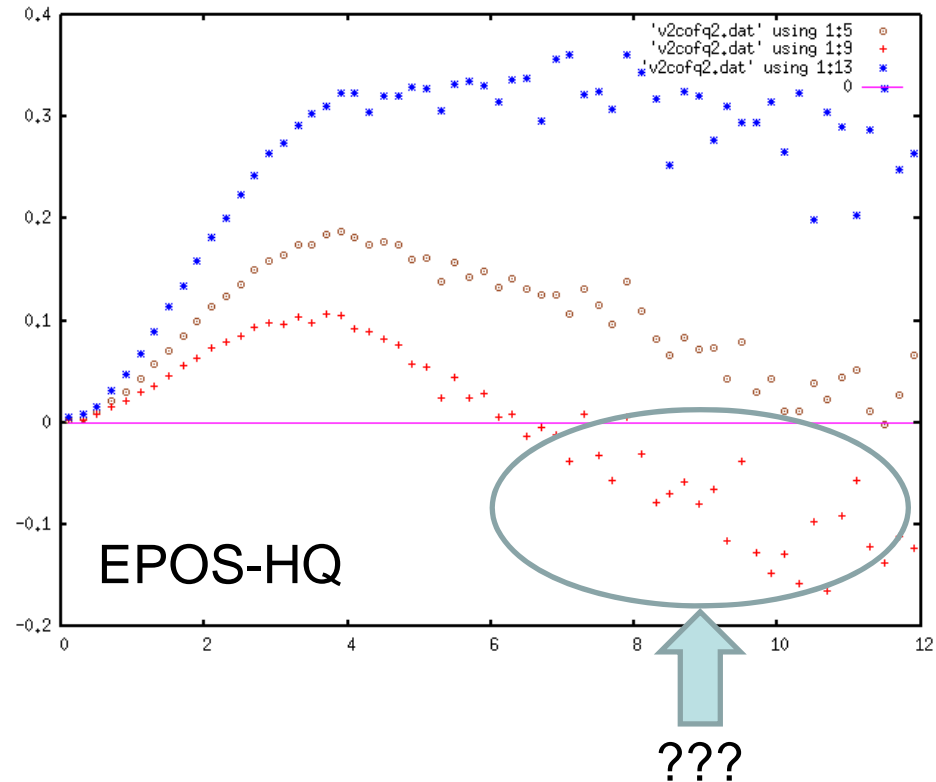 0.4
'v2cofq2.dat' using 1:5
'v2cofq2.dat' using 1:9
'v2cofq2.dat' using 1:13
0
0.3
0.2
0.1
0
-0.1
EPOS-HQ
-0.2
0 2 4 6 8 10 12
???